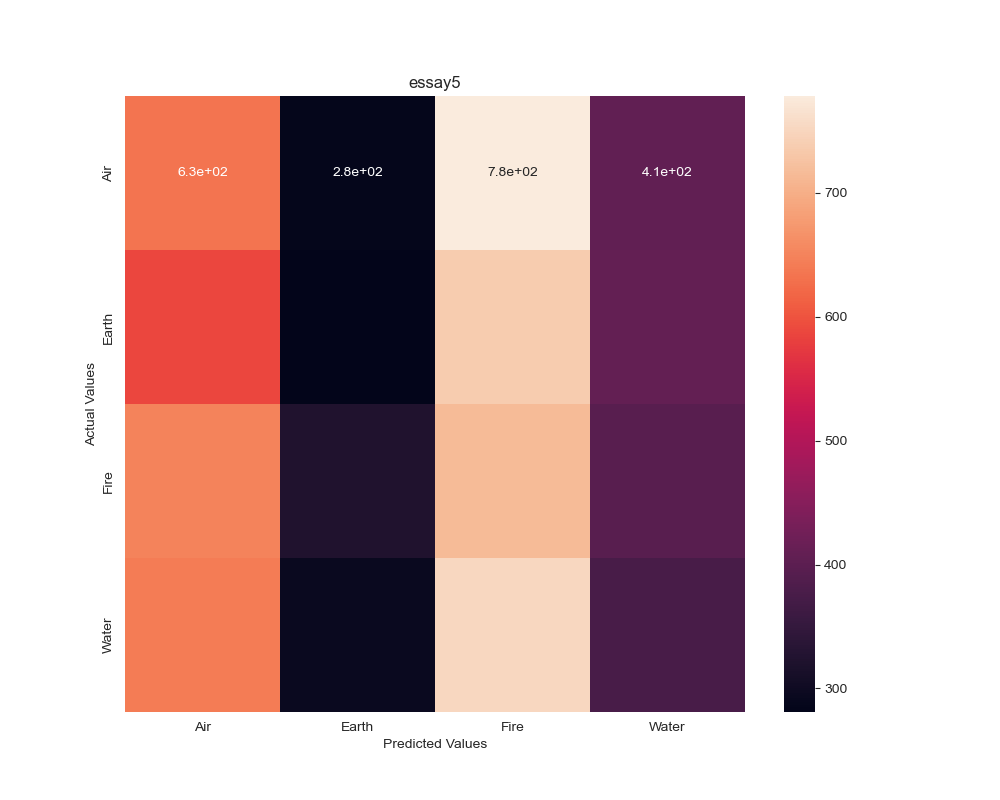 essay5
Air
6.3e+02 2.8e+02 7.8e+02 4.1e+02
700
Earth
600
Actual Values
500
Fire
400
Water
300
Air Earth Fire Water
Predicted Values